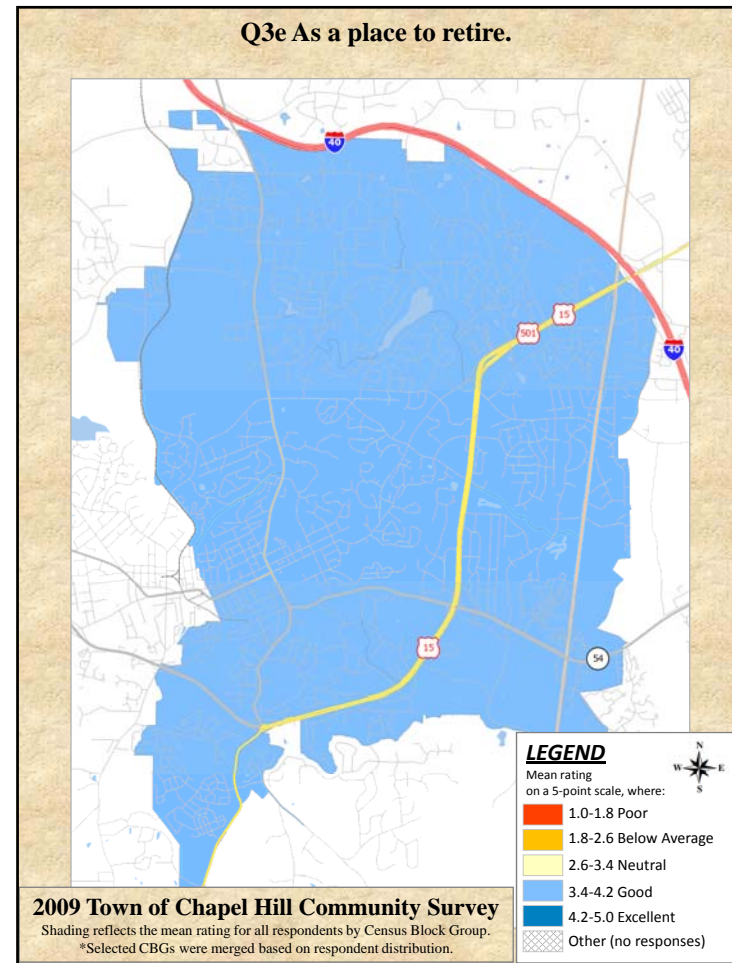 Q3e As a place to retire.
40
15
501
40
15
54
LEGEND
N
W E
S
Mean rating
on a 5-point scale, where:
1.0-1.8 Poor
1.8-2.6 Below Average
2.6-3.4 Neutral
3.4-4.2 Good
4.2-5.0 Excellent
Other (no responses)
2009 Town of Chapel Hill Community Survey
Shading reflects the mean rating for all respondents by Census Block Group.
*Selected CBGs were merged based on respondent distribution.